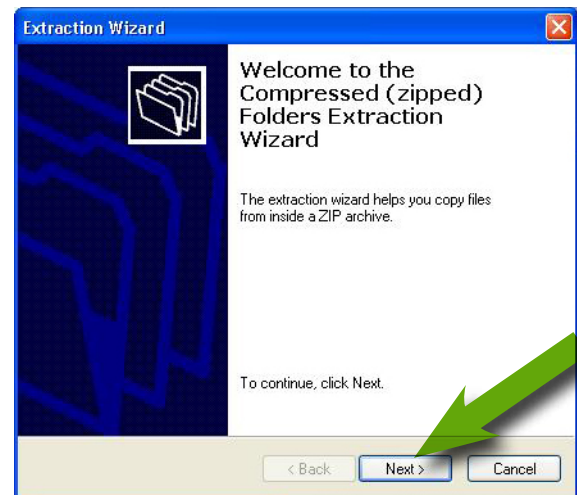 Extraction Wizard
Welcome to the
Compressed (zipped)
Folders Extraction
Wizard
The extraction wizard helps you copy files
from inside a ZIP archive.
To continue, click Next.
< Back Next > Cancel